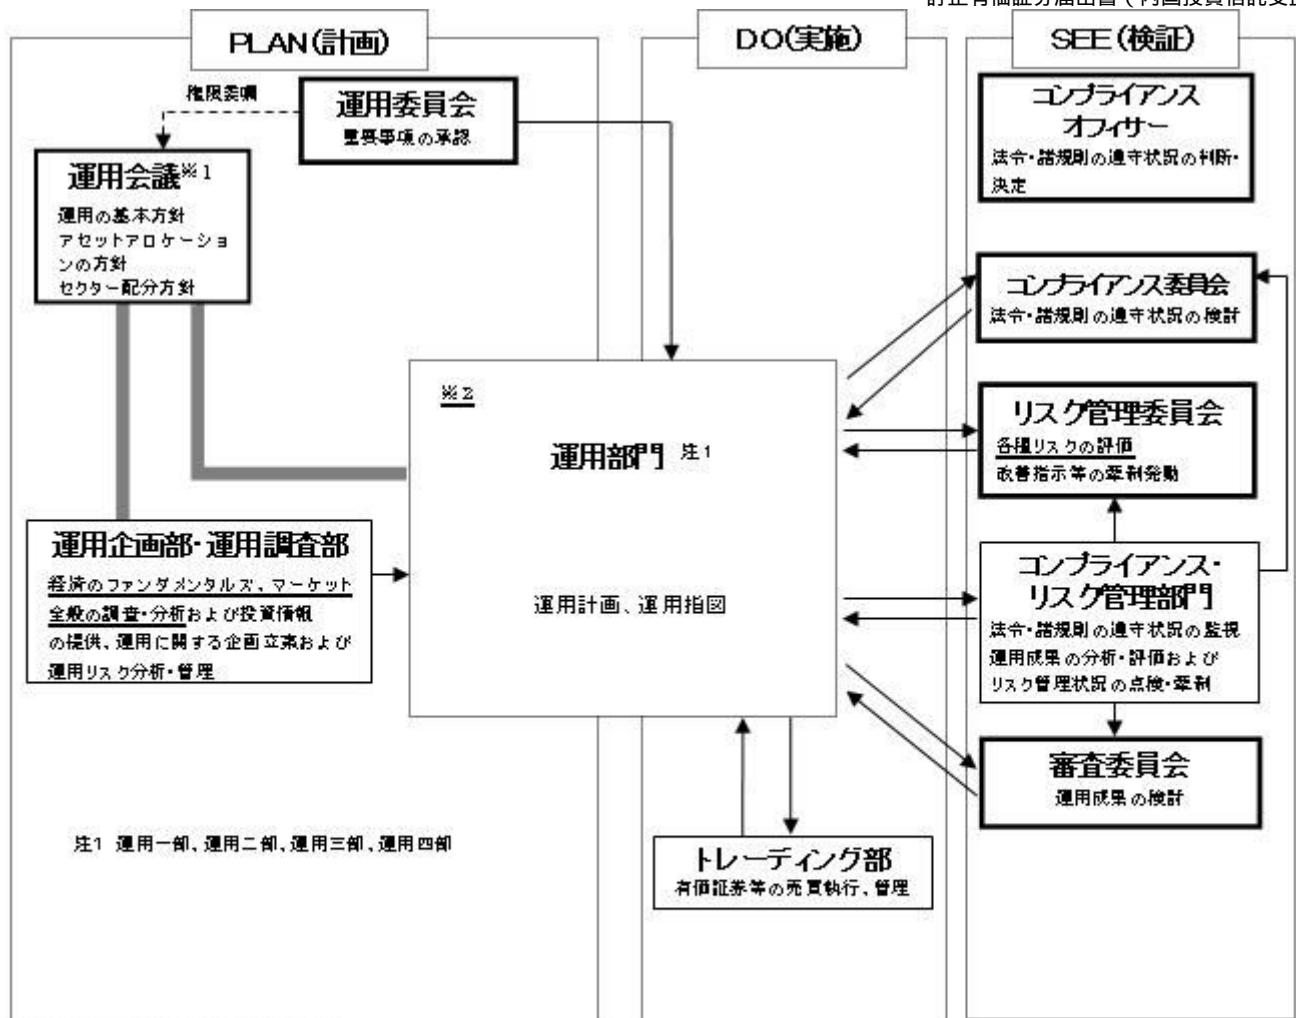 訂正有価証券届出書（内国投資信託受益
PLAN(計画)
権限委嘱
運用委員会
重要事項の承認
運用会議※1
運用の基本方針
アセットアロケーショ
ンの方針
セクター配分方針
※2
運用部門 注1
運用計画、運用指図
運用企画部・運用調査部
経済のファンダメンタルズ、マーケット
全般の調査・分析および投資情報
の提供、運用に関する企画立案および
運用リスク分析・管理
注1 運用一部、運用二部、運用三部、運用四部
DO(実施)
トレーディング部
有価証券等の売買執行、管理
SEE(検証)
コンプライアンス
オフィサー
法令・諸規則の遵守状況の判断・
決定
コンプライアンス委員会
法令・諸規則の遵守状況の検討
リスク管理委員会
各種リスクの評価
改善指示等の牽制発動
コンプライアンス・
リスク管理部門
法令・諸規則の遵守状況の監視
運用成果の分析・評価および
リスク管理状況の点検・牽制
審査委員会
運用成果の検討